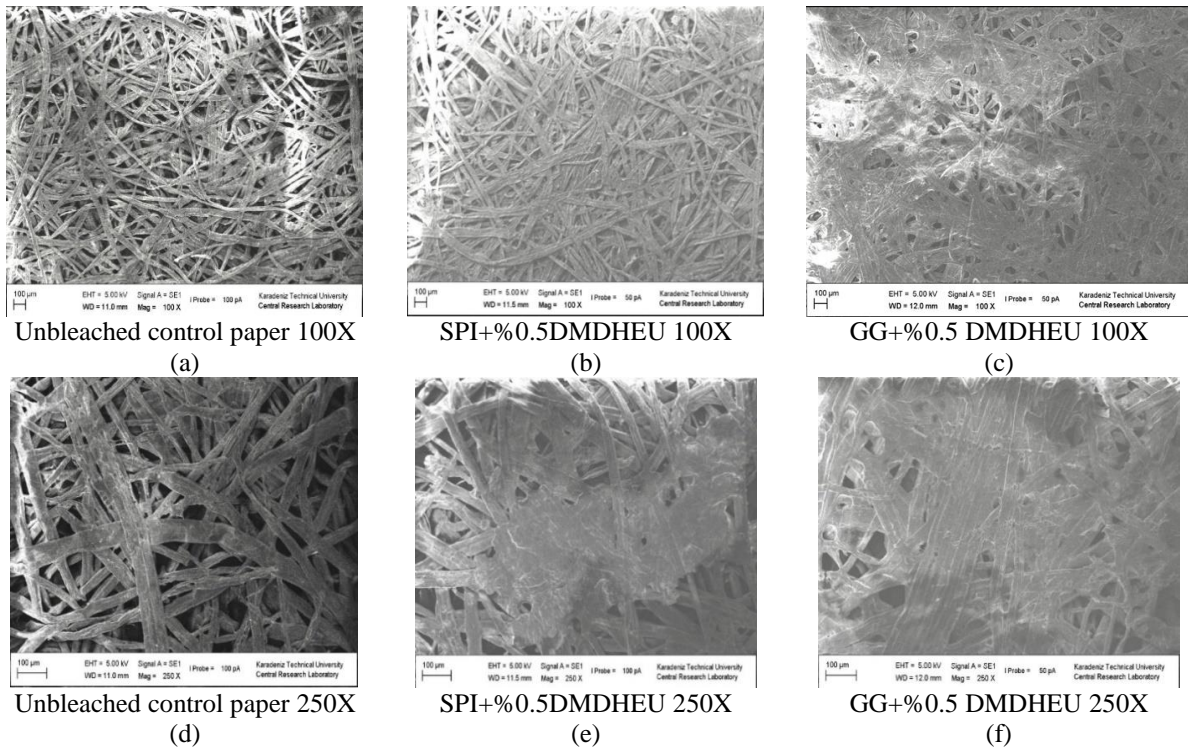 100 µm
EHT = 5.00 kV Signal A = SE1 I Probe = 100 pA Karadeniz Technical University
WD = 11.0 mm Mag = 100 X Central Research Laboratory
100 µm
EHT = 5.00 kV Signal A = SE1 I Probe = 50 pA Karadeniz Technical University
WD = 11.5 mm Mag = 100 X Central Research Laboratory
100 µm
EHT = 5.00 kV Signal A = SE1 I Probe = 50 pA Karadeniz Technical University
WD = 12.0 mm Mag = 100 X Central Research Laboratory
Unbleached control paper 100X
SPI+%0.5DMDHEU 100X
GG+%0.5 DMDHEU 100X
(a)
(b)
(c)
100 µm
EHT = 5.00 kV Signal A = SE1 I Probe = 100 pA Karadeniz Technical University
WD = 11.0 mm Mag = 250 X Central Research Laboratory
100 µm
EHT = 5.00 kV Signal A = SE1 I Probe = 100 pA Karadeniz Technical University
WD = 11.5 mm Mag = 250 X Central Research Laboratory
100 µm
EHT = 5.00 kV Signal A = SE1 I Probe = 50 pA Karadeniz Technical University
WD = 12.0 mm Mag = 250 X Central Research Laboratory
Unbleached control paper 250X
SPI+%0.5DMDHEU 250X
GG+%0.5 DMDHEU 250X
(d)
(e)
(f)